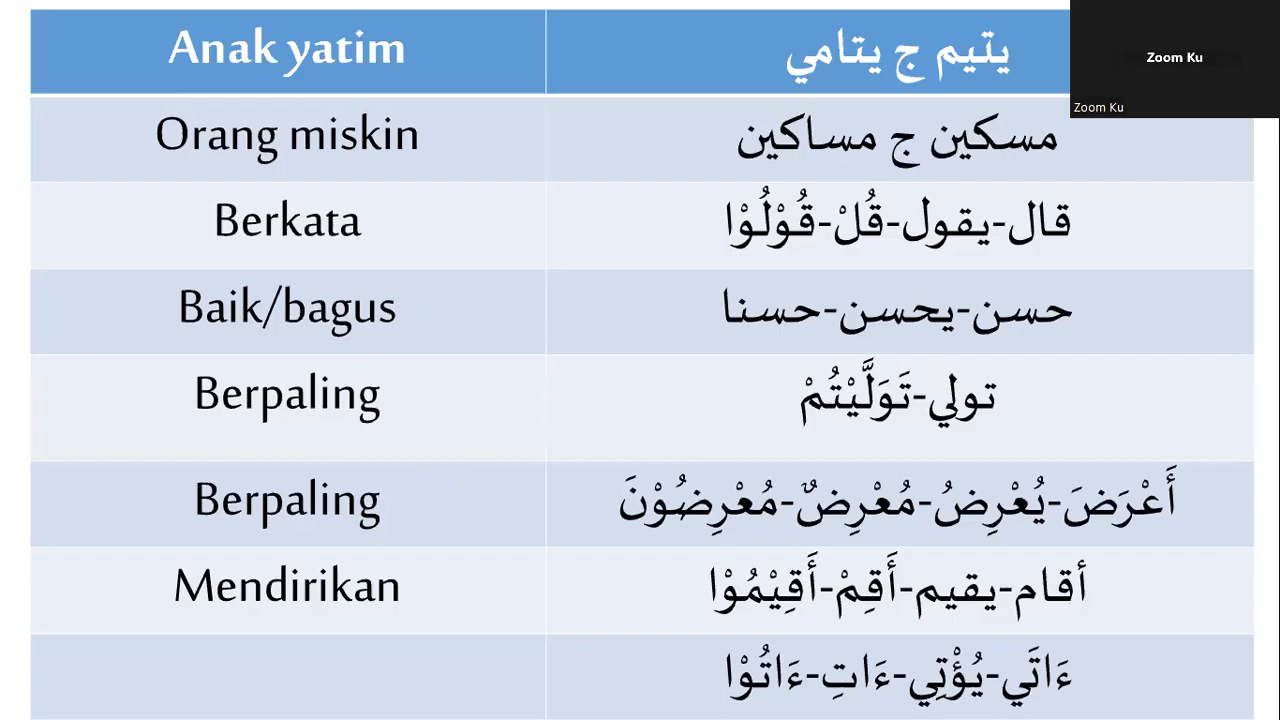 Anak yatim يتيم ج يتامي
Zoom Ku
Zoom Ku
Orang miskin مسكين ج مساكين
Berkata قال-يقول-قُلْ-قُوْلُوْا
Baik/bagus حسن-يحسن-حسنا
Berpaling تولي-تَوَلَّيْتُمْ
Berpaling أَعْرَضَ-يُعْرِضُ-مُعْرِضٌ-مُعْرِضُوْنَ
Mendirikan أقام-يقيم-أَقِمْ-أَقِيْمُوْا
ءَاتَي-يُؤْتِي-ءَاتِ-ءَاتُوْا